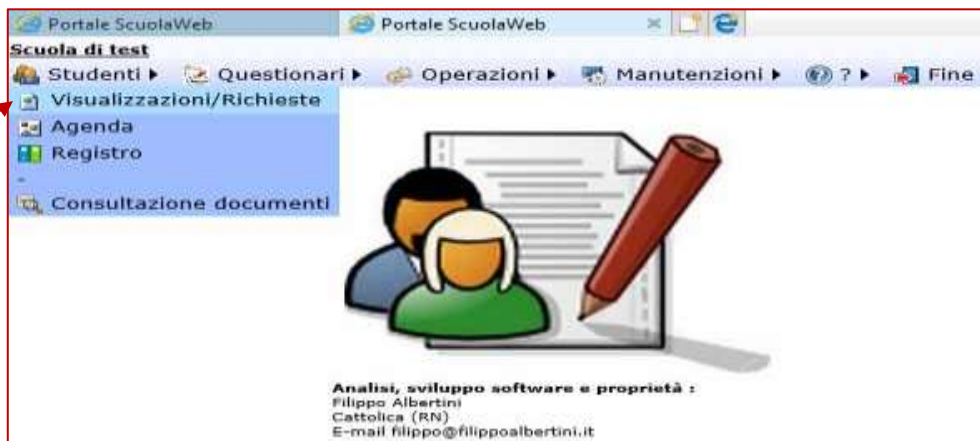 Portale ScuolaWeb Portale ScuolaWeb
Scuola di test
Studenti Questionari Operazioni Manutenzioni ? Fine
Visualizzazioni/Richieste
Agenda
Registro
-
Consultazione documenti
Analisi, sviluppo software e proprietà :
Filippo Albertini
Cattolica (RN)
E-mail filippo@filippoalbertini.it